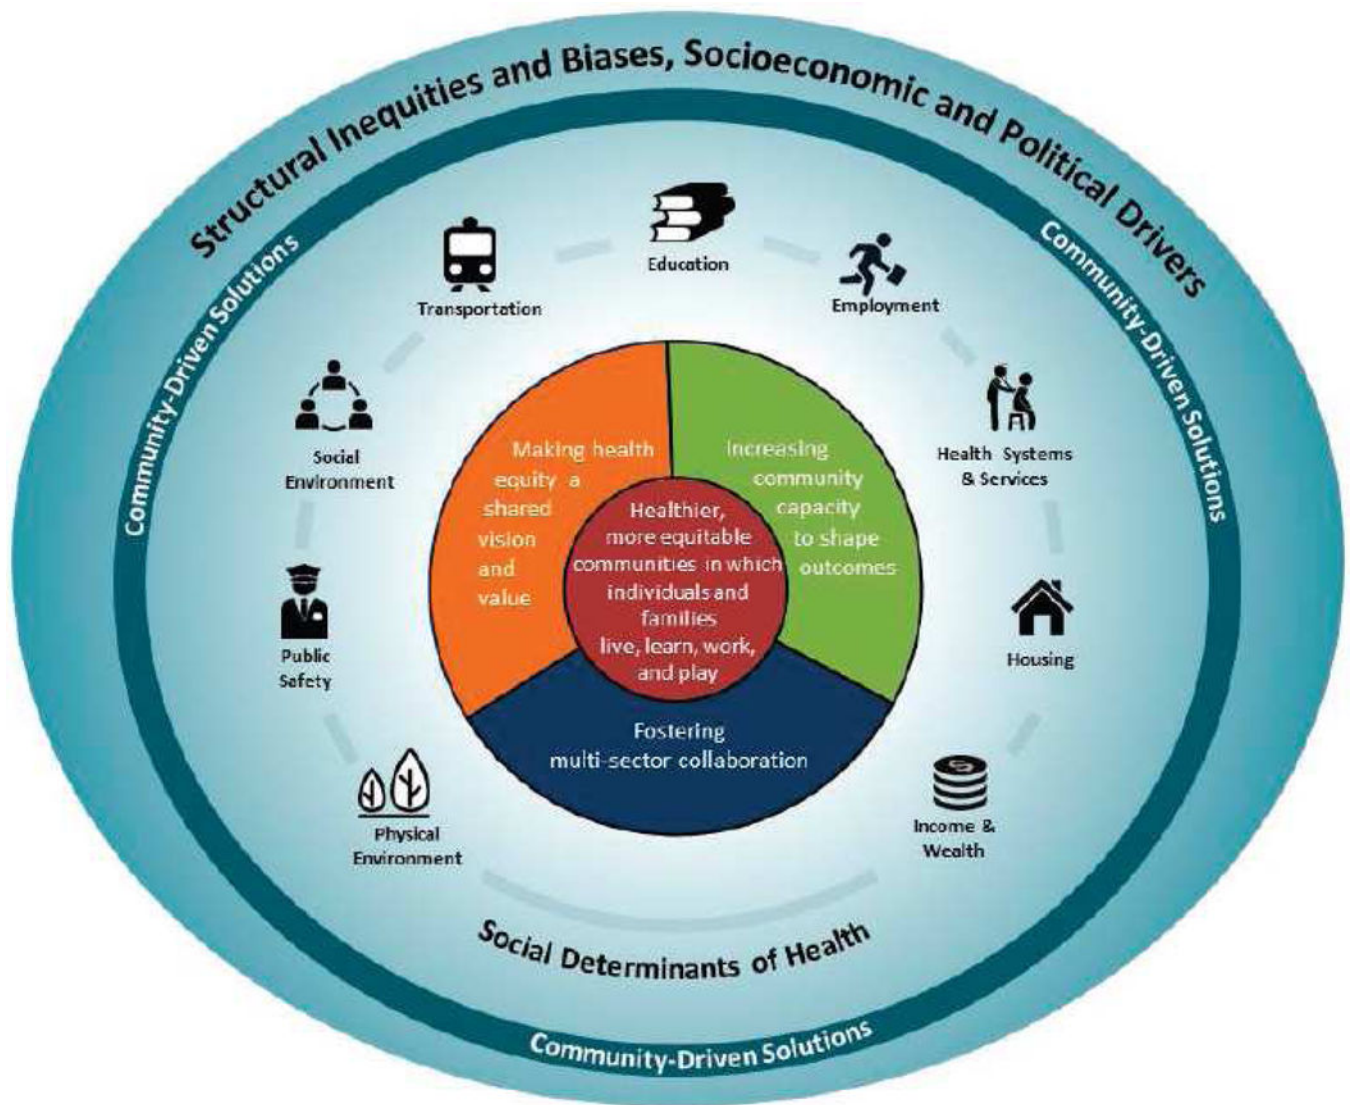 Structural Inequities and Biases, Socioeconomic and Political Drivers
Community-Driven Solutions
Community-Driven Solutions
Education
Transportation
Employment
Social
Environment
Health Systems
& Services
Public
Safety
Housing
Physical
Environment
Income &
Wealth
Making health
equity a
shared
vision
and
value
Increasing
community
capacity
to shape
outcomes
Healthier,
more equitable
communities in which
individuals and
families
live, learn, work,
and play
Fostering
multi-sector collaboration
Social Determinants of Health
Community-Driven Solutions